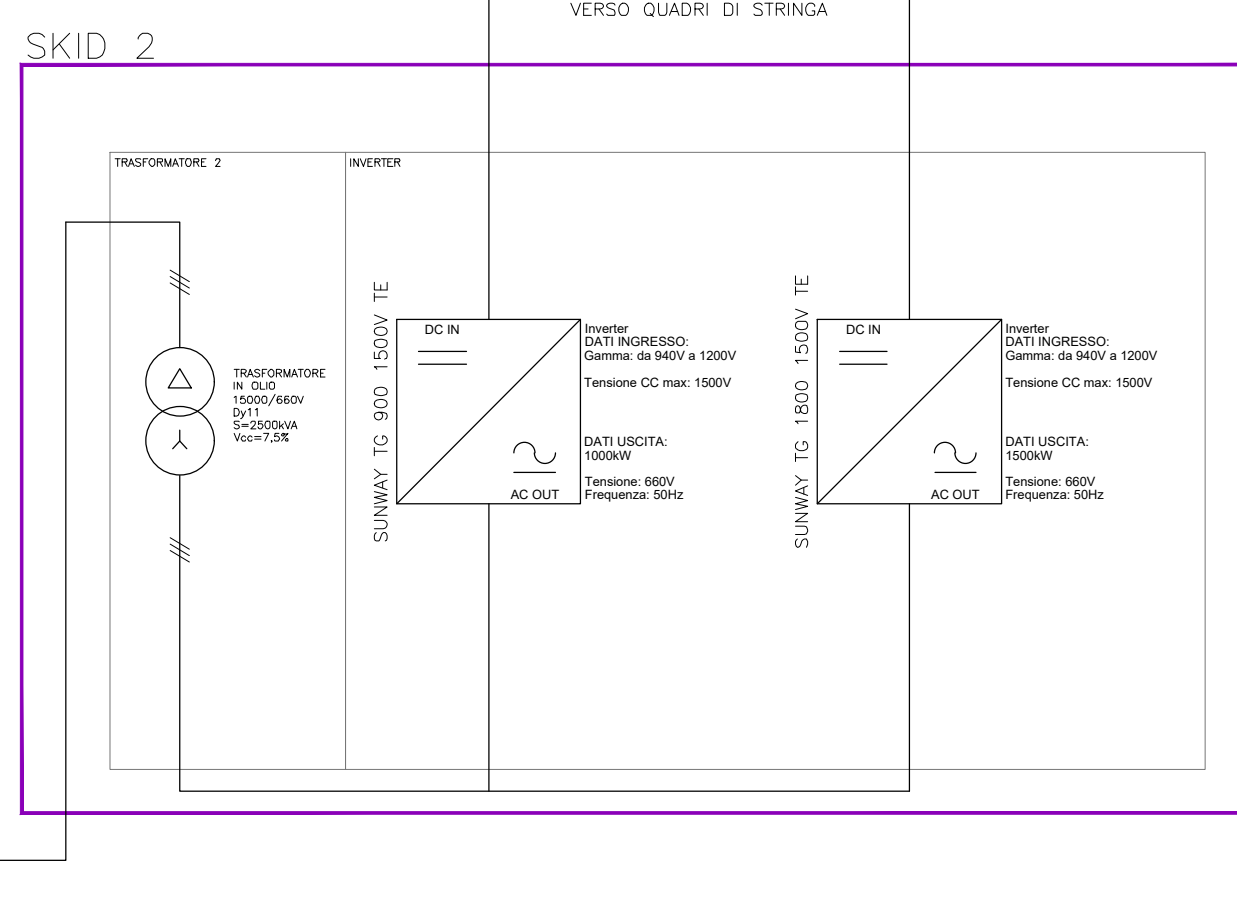 VERSO QUADRI DI STRINGA
SKID 2
TRASFORMATORE 2
INVERTER
TRASFORMATORE
IN OLIO
15000/660V
Dy11
S=2500kVA
Vcc=7,5%
SUNWAY TG 900 1500V TE
DC IN
AC OUT
Inverter
DATI INGRESSO:
Gamma: da 940V a 1200V
Tensione CC max: 1500V
DATI USCITA:
1000kW
Tensione: 660V
Frequenza: 50Hz
SUNWAY TG 1800 1500V TE
DC IN
AC OUT
Inverter
DATI INGRESSO:
Gamma: da 940V a 1200V
Tensione CC max: 1500V
DATI USCITA:
1500kW
Tensione: 660V
Frequenza: 50Hz